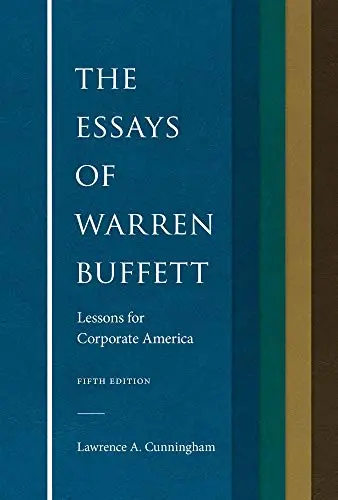 THE
ESSAYS
OF
WARREN
BUFFETT
Lessons for
Corporate America
FIFTH EDITION
Lawrence A. Cunningham